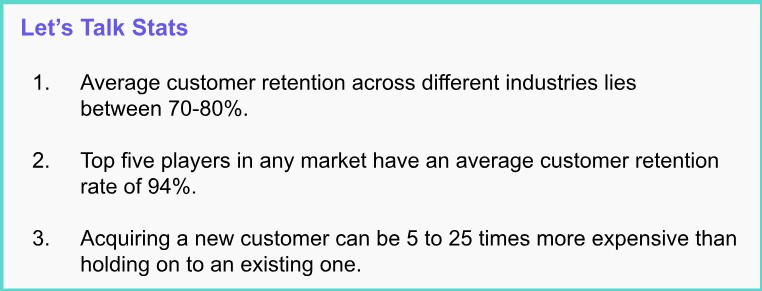 Let’s Talk Stats
1. Average customer retention across different industries lies
between 70-80%.
2. Top five players in any market have an average customer retention
rate of 94%.
3. Acquiring a new customer can be 5 to 25 times more expensive than
holding on to an existing one.